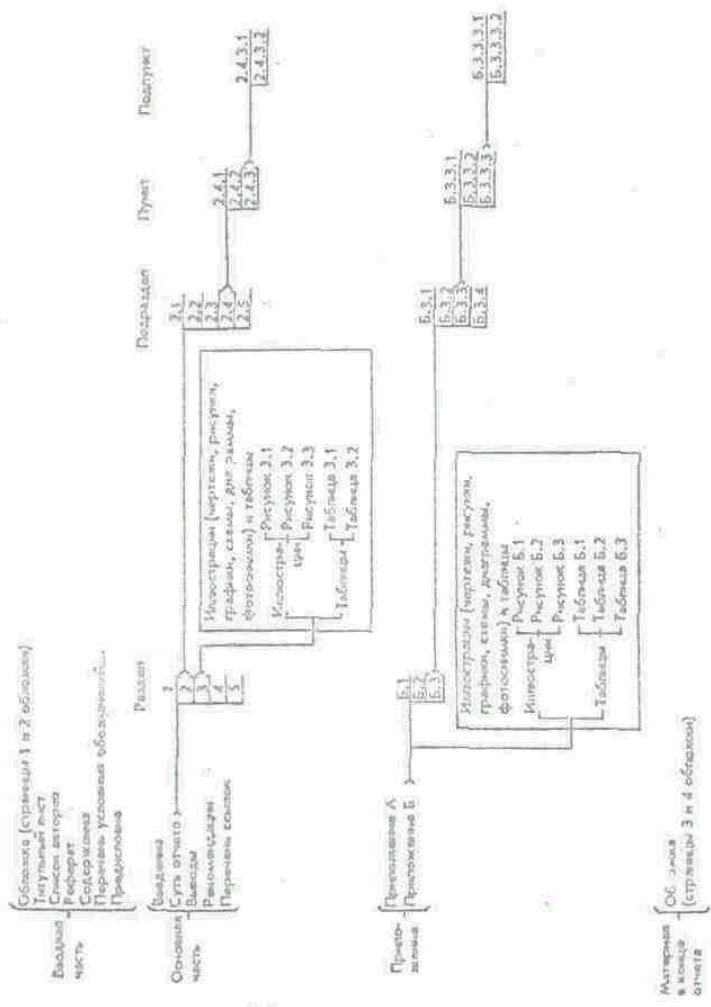 Вводная часть
Обложка (страницы 1 и 2 обложки)
Титульный лист
Список авторов
Реферат
Содержание
Перечень условных обозначений
Предисловие
Основная часть
Введение
Суть отчета
Выводы
Рекомендации
Перечень ссылок
Раздел
1
2
3
4
5
Подраздел
2.1
2.2
2.3
2.4
2.5
Пункт
2.4.1
2.4.2
2.4.3
Подпункт
2.4.3.1
2.4.3.2
Иллюстрации (чертежи, рисунки,
графики, схемы, диаграммы,
фотоснимки) и таблицы
Иллюстра-
ции
Рисунок 3.1
Рисунок 3.2
Рисунок 3.3
Таблицы
Таблица 3.1
Таблица 3.2
Прило-
жения
Приложение А
Приложение Б
Б.1
Б.2
Б.3
Б.3.1
Б.3.2
Б.3.3
Б.3.4
Б.3.3.1
Б.3.3.2
Б.3.3.3
Б.3.3.3.1
Б.3.3.3.2
Иллюстрации (чертежи, рисунки,
графики, схемы, диаграммы,
фотоснимки) и таблицы
Иллюстра-
ции
Рисунок Б.1
Рисунок Б.2
Рисунок Б.3
Таблицы
Таблица Б.1
Таблица Б.2
Таблица Б.3
Материал
в конце
отчета
Обложка
(страницы 3 и 4 обложки)